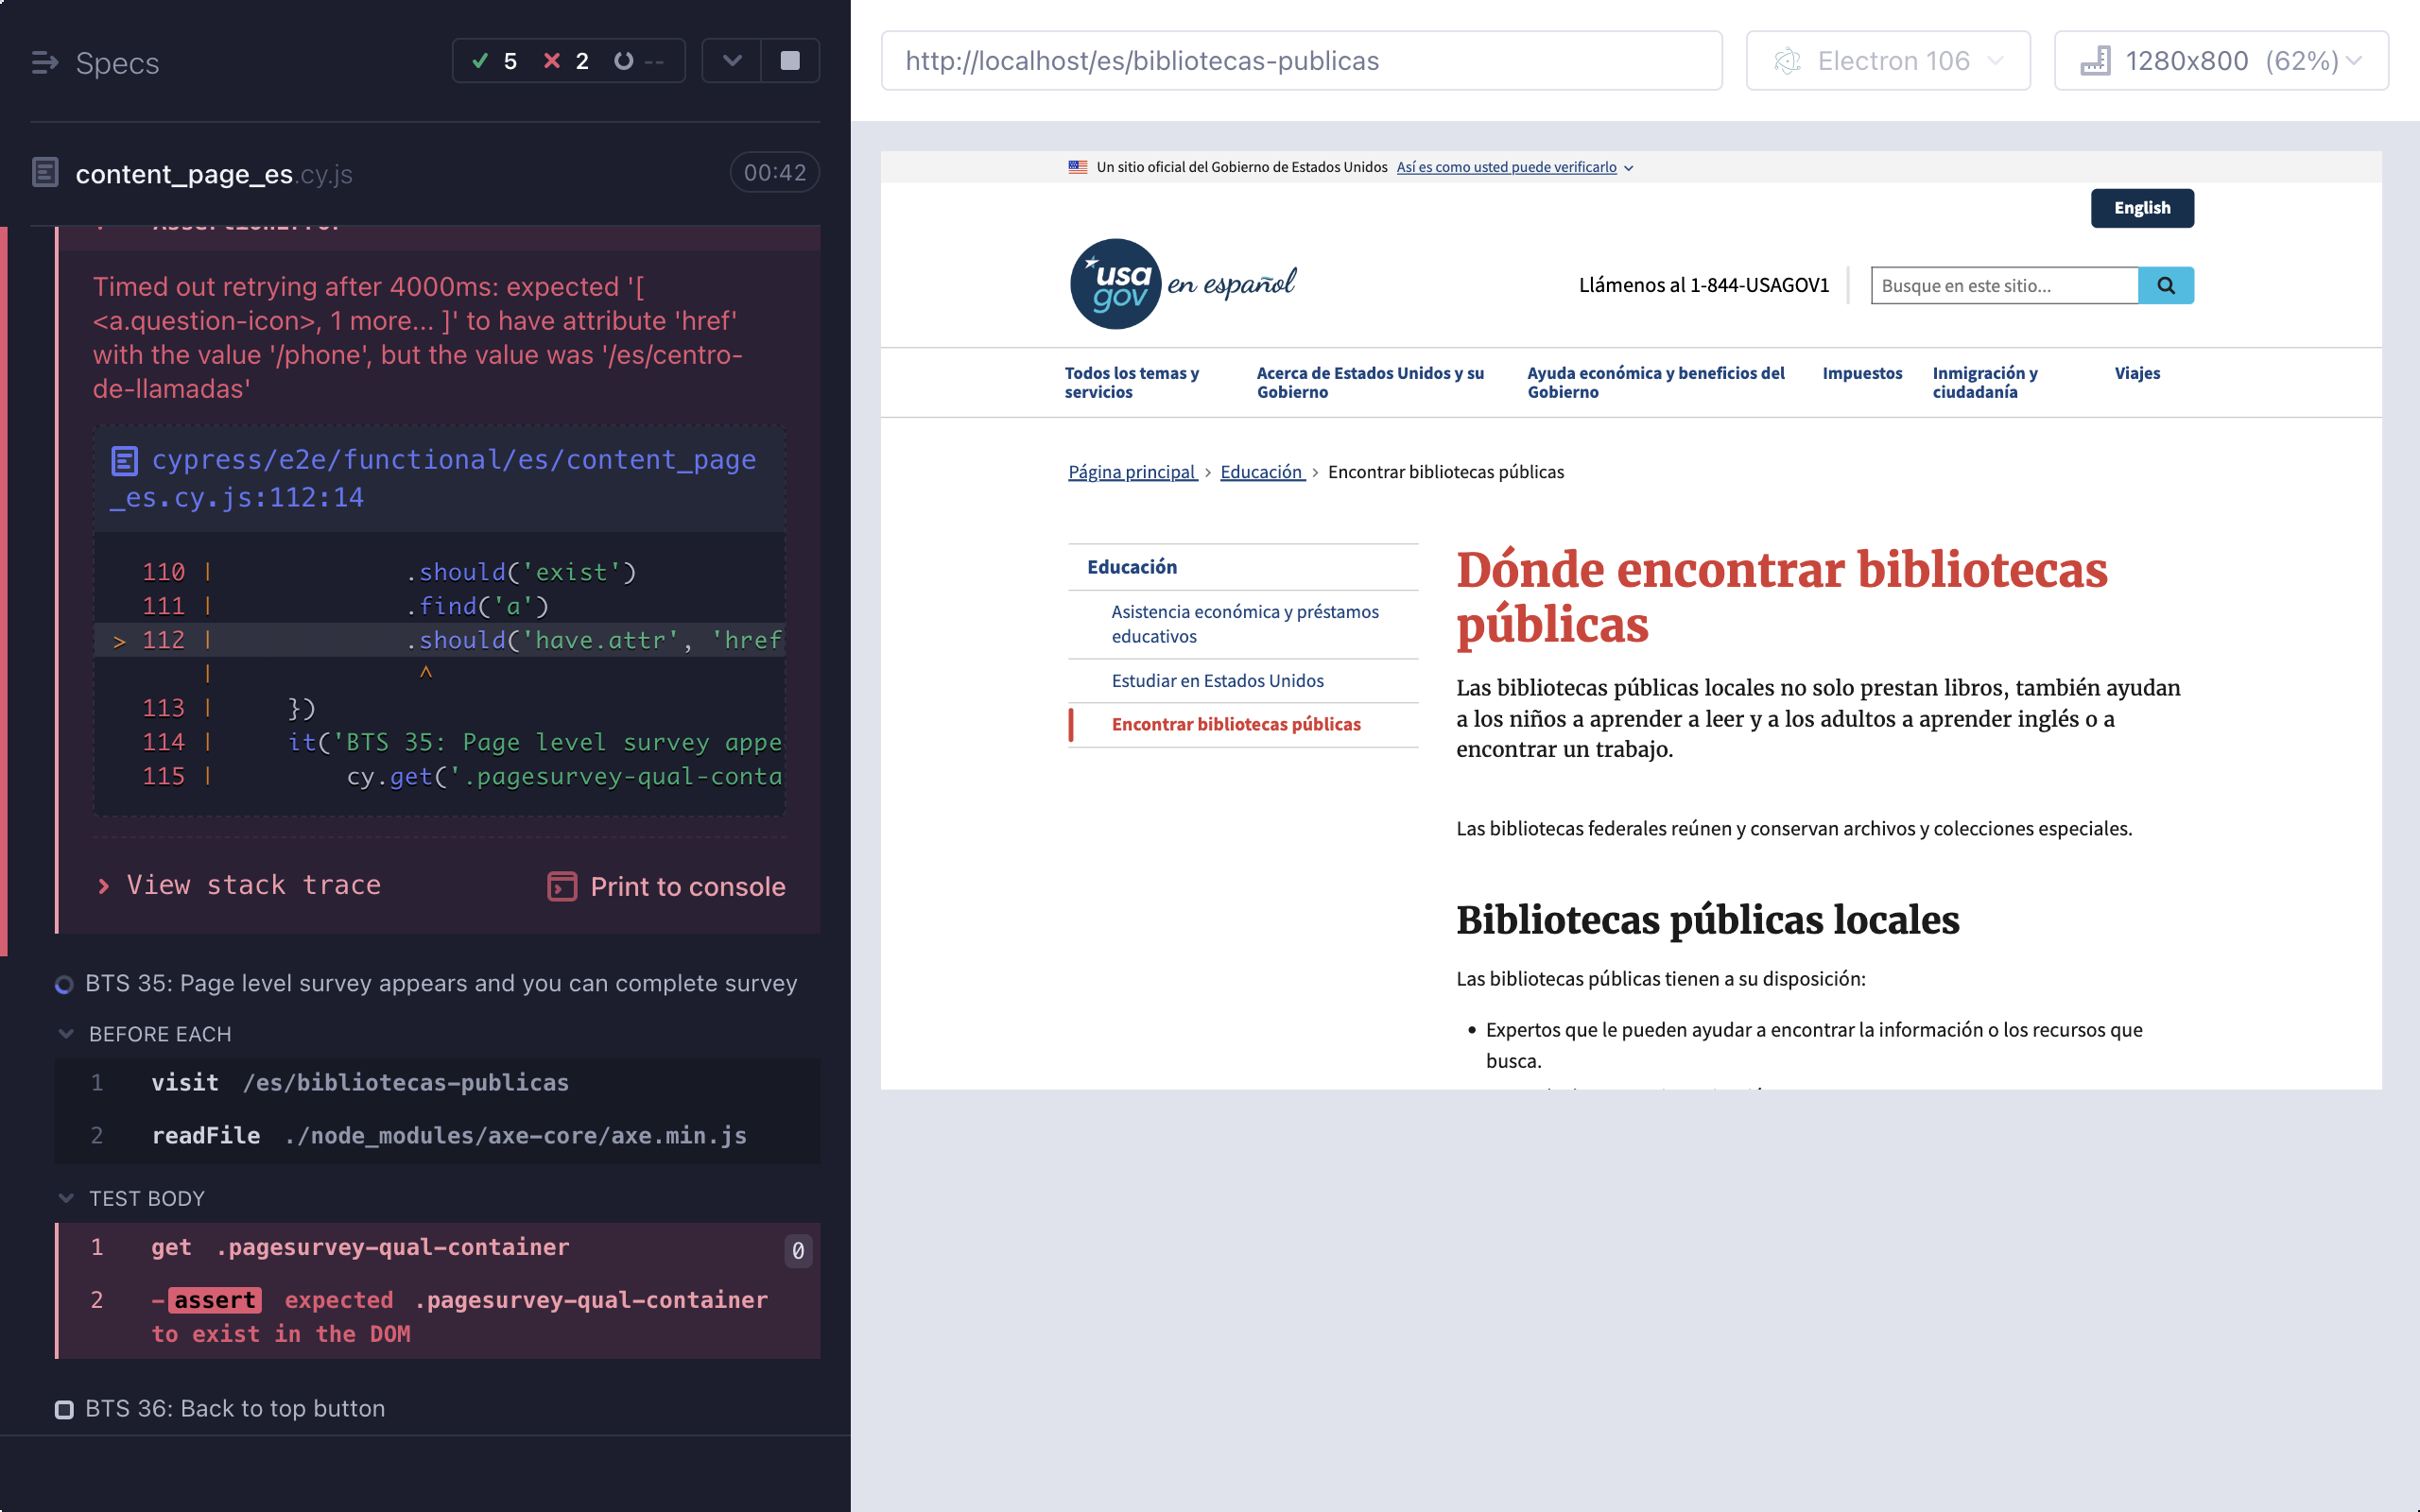 Specs
5 2 --
content_page_es.cy.js 00:42
AssertionError
Timed out retrying after 4000ms: expected '[
<a.question-icon>, 1 more... ]' to have attribute 'href'
with the value '/phone', but the value was '/es/centro-
de-llamadas'
cypress/e2e/functional/es/content_page
_es.cy.js:112:14
110 | .should('exist')
111 | .find('a')
> 112 | .should('have.attr', 'href
| ^
113 | })
114 | it('BTS 35: Page level survey appe
115 | cy.get('.pagesurvey-qual-conta
View stack trace
Print to console
BTS 35: Page level survey appears and you can complete survey
BEFORE EACH
1 visit /es/bibliotecas-publicas
2 readFile ./node_modules/axe-core/axe.min.js
TEST BODY
1 get .pagesurvey-qual-container 0
2 -assert expected .pagesurvey-qual-container
to exist in the DOM
BTS 36: Back to top button
http://localhost/es/bibliotecas-publicas
Electron 106
1280x800 (62%)
Un sitio oficial del Gobierno de Estados Unidos Así es como usted puede verificarlo
English
usa
gov
en español
Llámenos al 1-844-USAGOV1
Busque en este sitio...
Todos los temas y
servicios
Acerca de Estados Unidos y su
Gobierno
Ayuda económica y beneficios del
Gobierno
Impuestos
Inmigración y
ciudadanía
Viajes
Página principal > Educación > Encontrar bibliotecas públicas
Educación
Asistencia económica y préstamos
educativos
Estudiar en Estados Unidos
Encontrar bibliotecas públicas
Dónde encontrar bibliotecas
públicas
Las bibliotecas públicas locales no solo prestan libros, también ayudan
a los niños a aprender a leer y a los adultos a aprender inglés o a
encontrar un trabajo.
Las bibliotecas federales reúnen y conservan archivos y colecciones especiales.
Bibliotecas públicas locales
Las bibliotecas públicas tienen a su disposición:
• Expertos que le pueden ayudar a encontrar la información o los recursos que
busca.